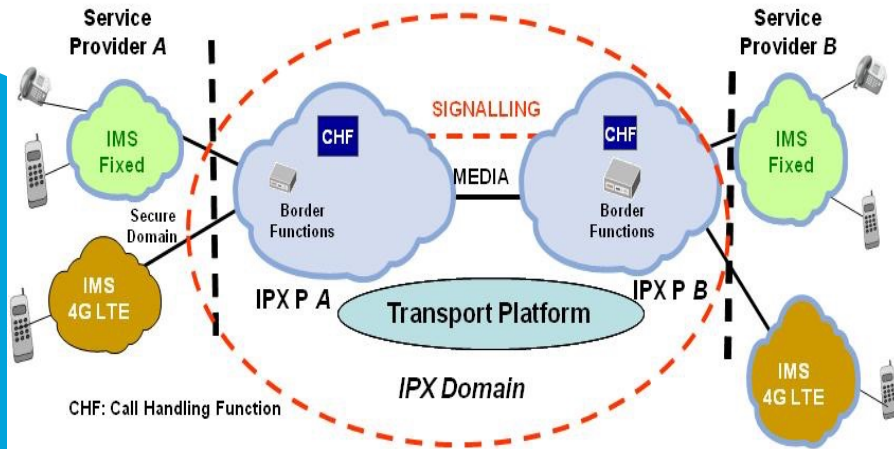 Service
Provider A
Service
Provider B
SIGNALLING
CHF
CHF
IMS
Fixed
IMS
Fixed
MEDIA
Border
Functions
Border
Functions
Secure
Domain
IMS
4G LTE
IPX P A
IPX P B
Transport Platform
IPX Domain
IMS
4G LTE
CHF: Call Handling Function